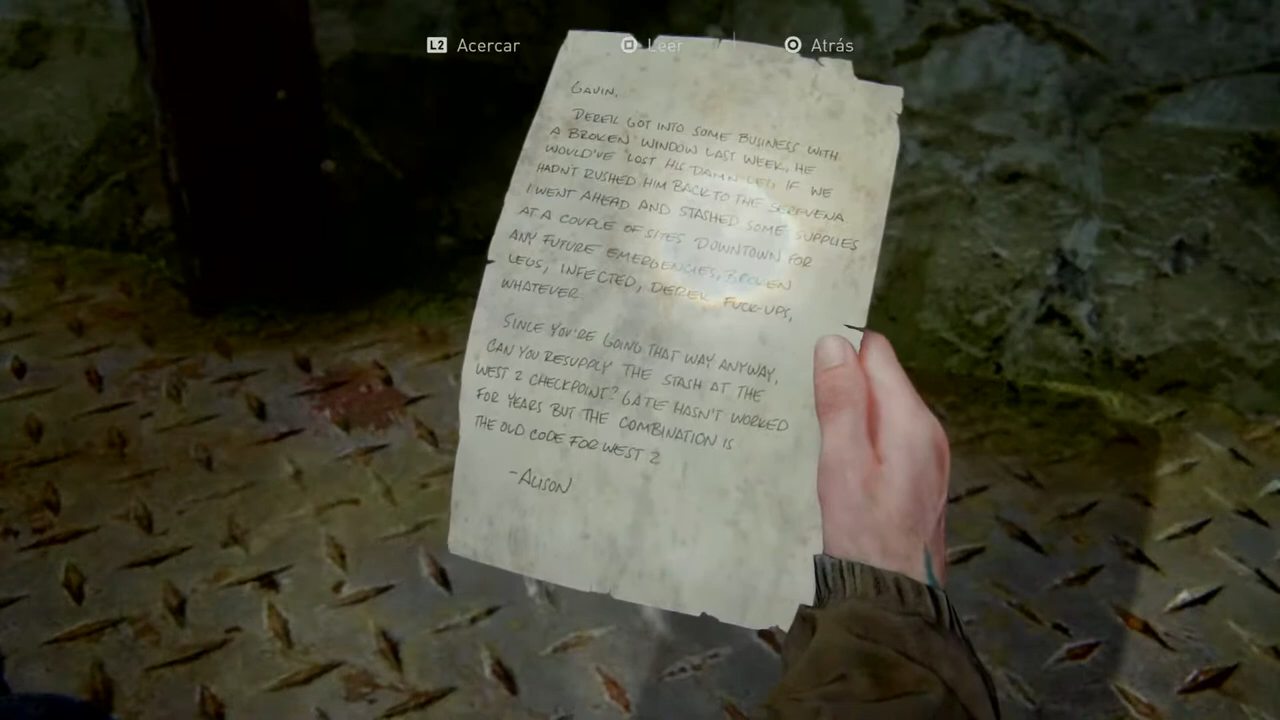 L2 Acercar Leer Atrás
GAVIN,
DEREK GOT INTO SOME BUSINESS WITH
A BROKEN WINDOW LAST WEEK. HE
WOULD'VE LOST HIS DAMN LEG IF WE
HADN'T RUSHED HIM BACK TO THE SEREVENA
I WENT AHEAD AND STASHED SOME SUPPLIES
AT A COUPLE OF SITES DOWNTOWN FOR
ANY FUTURE EMERGENCIES, BROKEN
LEGS, INFECTED, DEREK FUCK-UPS,
WHATEVER.
SINCE YOU'RE GOING THAT WAY ANYWAY,
CAN YOU RESUPPLY THE STASH AT THE
WEST 2 CHECKPOINT? GATE HASN'T WORKED
FOR YEARS BUT THE COMBINATION IS
THE OLD CODE FOR WEST 2
-ALISON